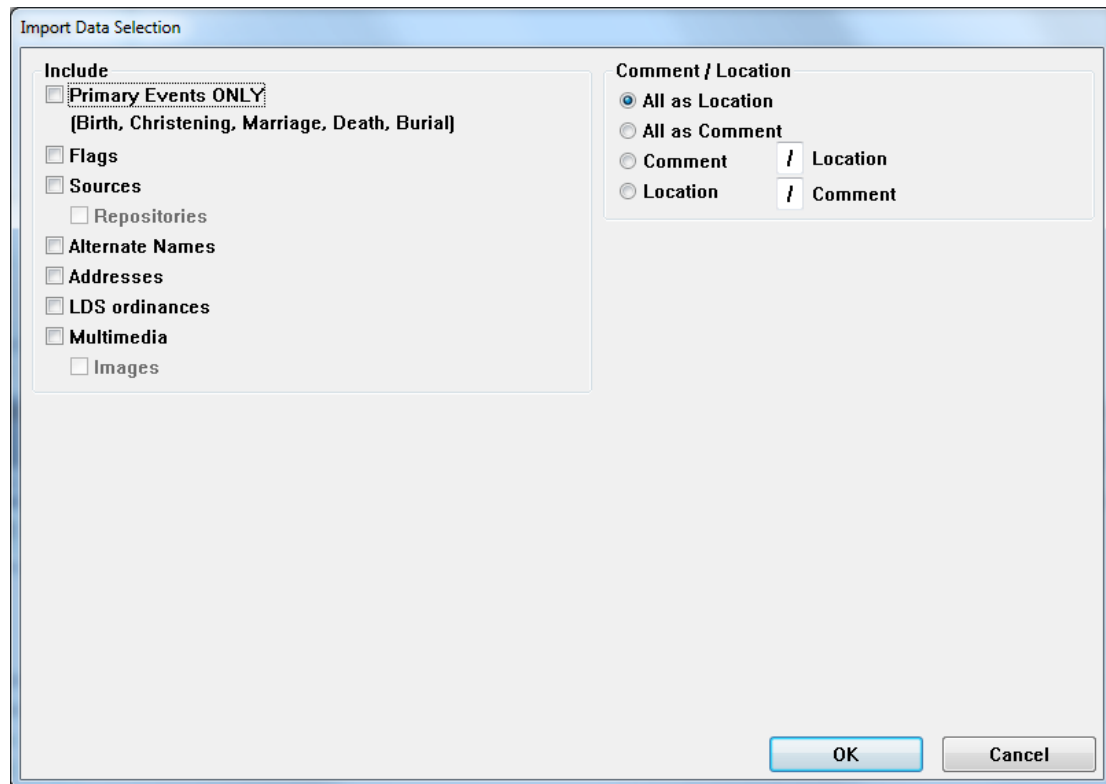 Import Data Selection
Include
Primary Events ONLY
(Birth, Christening, Marriage, Death, Burial)
Flags
Sources
Repositories
Alternate Names
Addresses
LDS ordinances
Multimedia
Images
Comment / Location
All as Location
All as Comment
Comment / Location
Location / Comment
OK Cancel